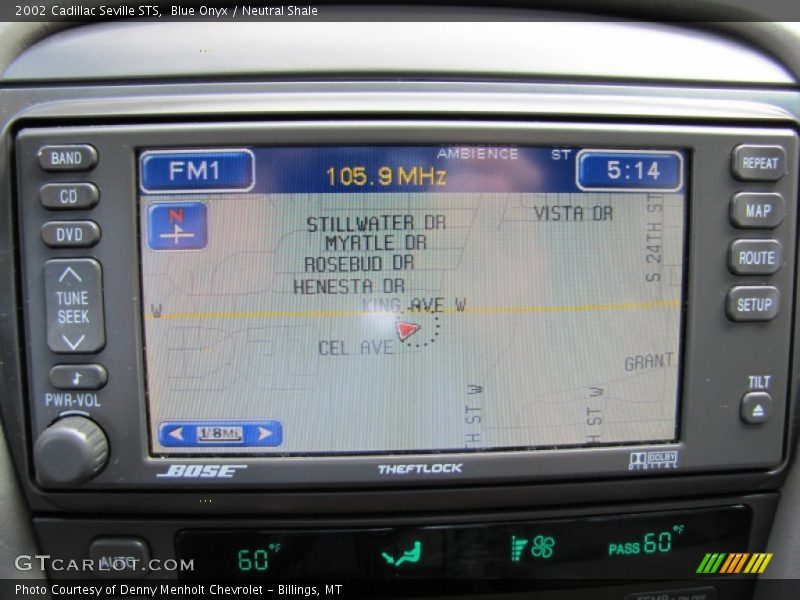 2002 Cadillac Seville STS,  Blue Onyx / Neutral Shale
AMBIENCE ST
FM1 105.9 MHz 5:14
BAND
CD
DVD
TUNE
SEEK
PWR-VOL
REPEAT
MAP
ROUTE
SETUP
TILT
N
STILLWATER DR
MYRTLE DR
ROSEBUD DR
HENESTA DR
VISTA DR
S 24TH ST
W KING AVE W
CEL AVE
GRANT
TH ST W
H ST W
1/8Mi
BOSE
THEFTLOCK
DOLBY
DIGITAL
AUTO
60°F
PASS 60°F
GTCARLOT.COM
Photo Courtesy of Denny Menholt Chevrolet - Billings, MT